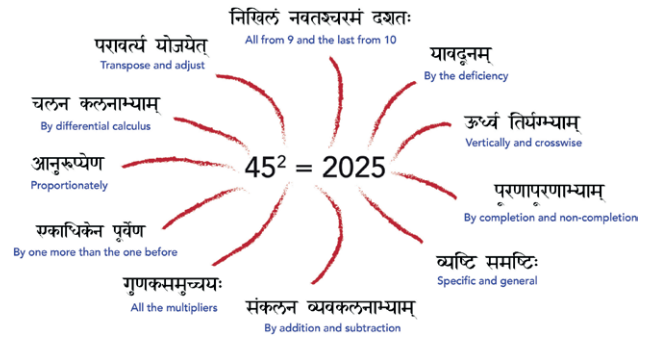 निखिलं नवतश्चरमं दशतः
All from 9 and the last from 10
परावर्त्य योजयेत्
Transpose and adjust
यावदूनम्
By the deficiency
चलन कलनाभ्याम्
By differential calculus
ऊर्ध्व तिर्यग्भ्याम्
Vertically and crosswise
आनुरुप्येण
Proportionately
45² = 2025
पूरणापूरणाभ्याम्
By completion and non-completion
एकाधिकेन पूर्वेण
By one more than the one before
व्यष्टि समष्टिः
Specific and general
गुणकसमुच्चयः
All the multipliers
संकलन व्यवकलनाभ्याम्
By addition and subtraction